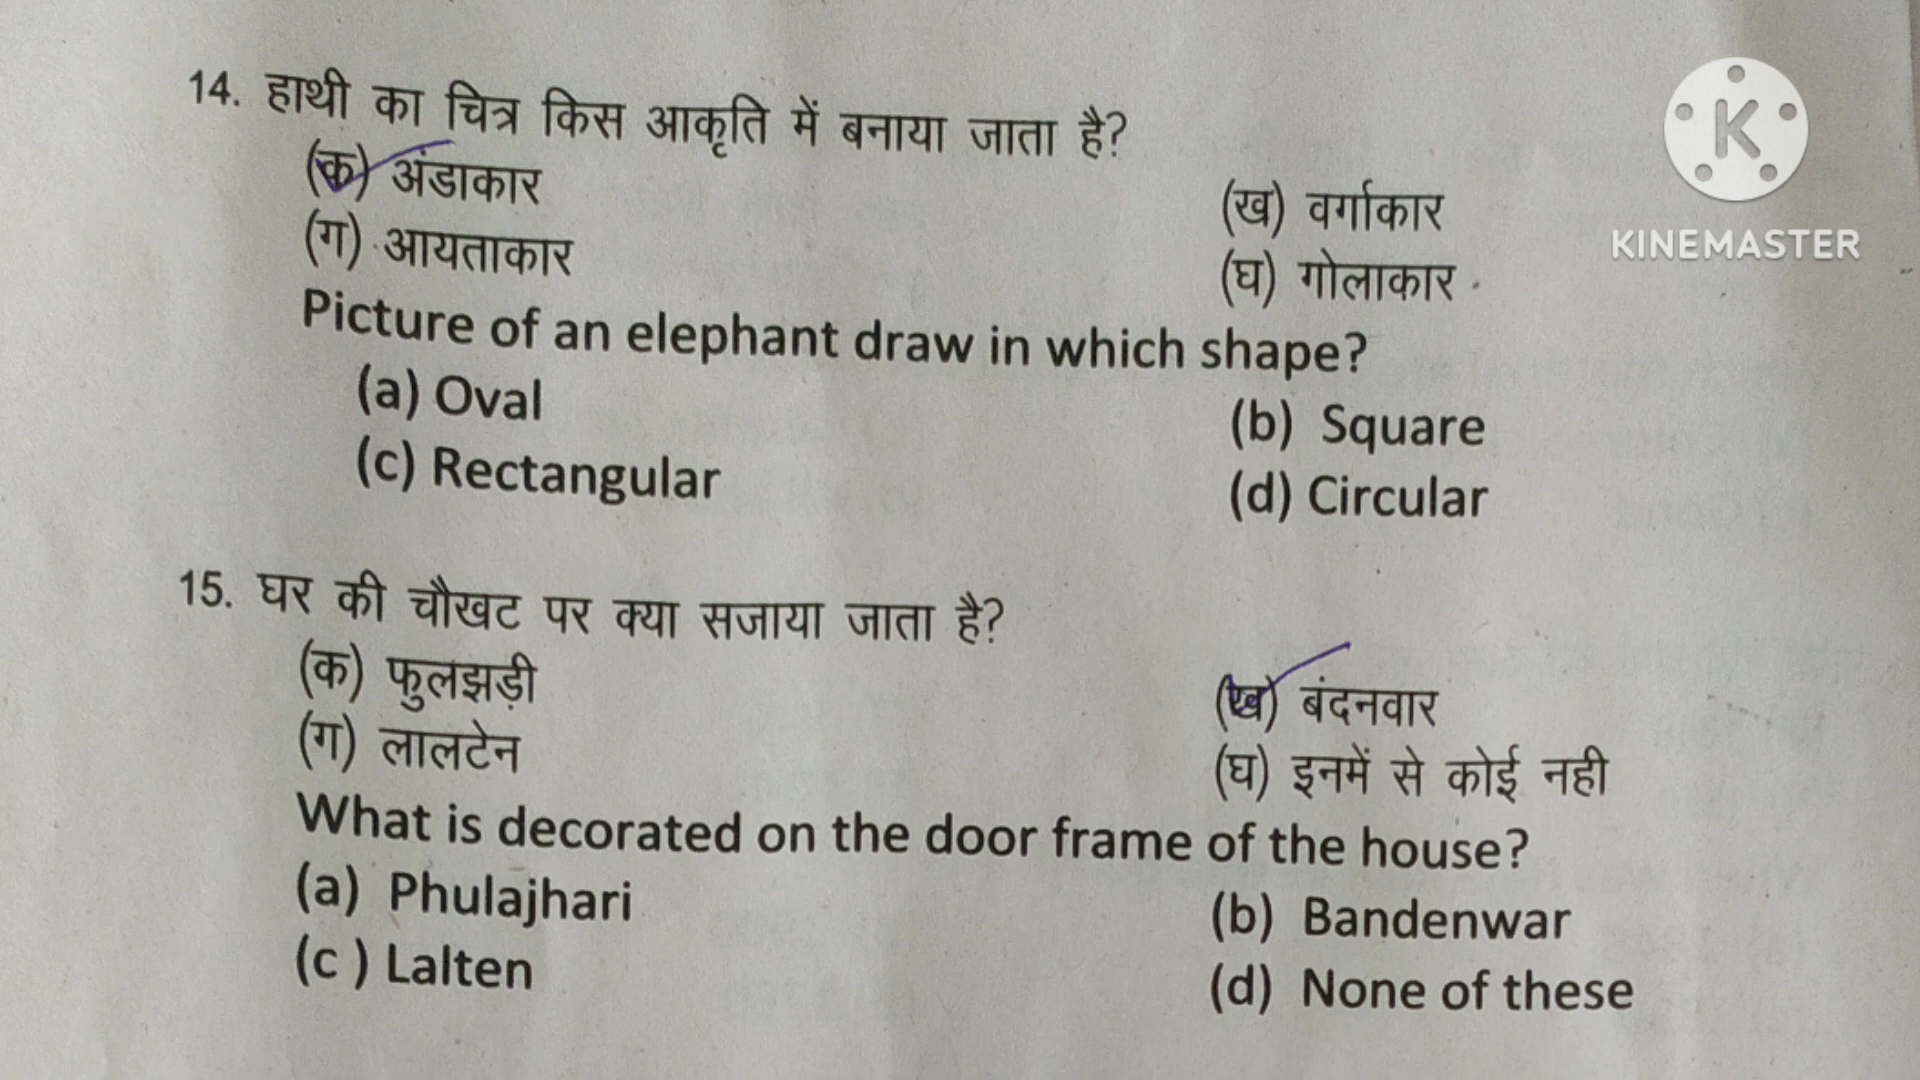 14. हाथी का चित्र किस आकृति में बनाया जाता है?
(क) अंडाकार (ख) वर्गाकार
(ग) आयताकार (घ) गोलाकार
Picture of an elephant draw in which shape?
(a) Oval (b) Square
(c) Rectangular (d) Circular
15. घर की चौखट पर क्या सजाया जाता है?
(क) फुलझड़ी (ख) बंदनवार
(ग) लालटेन (घ) इनमें से कोई नही
What is decorated on the door frame of the house?
(a) Phulajhari (b) Bandenwar
(c ) Lalten (d) None of these
K
KINEMASTER